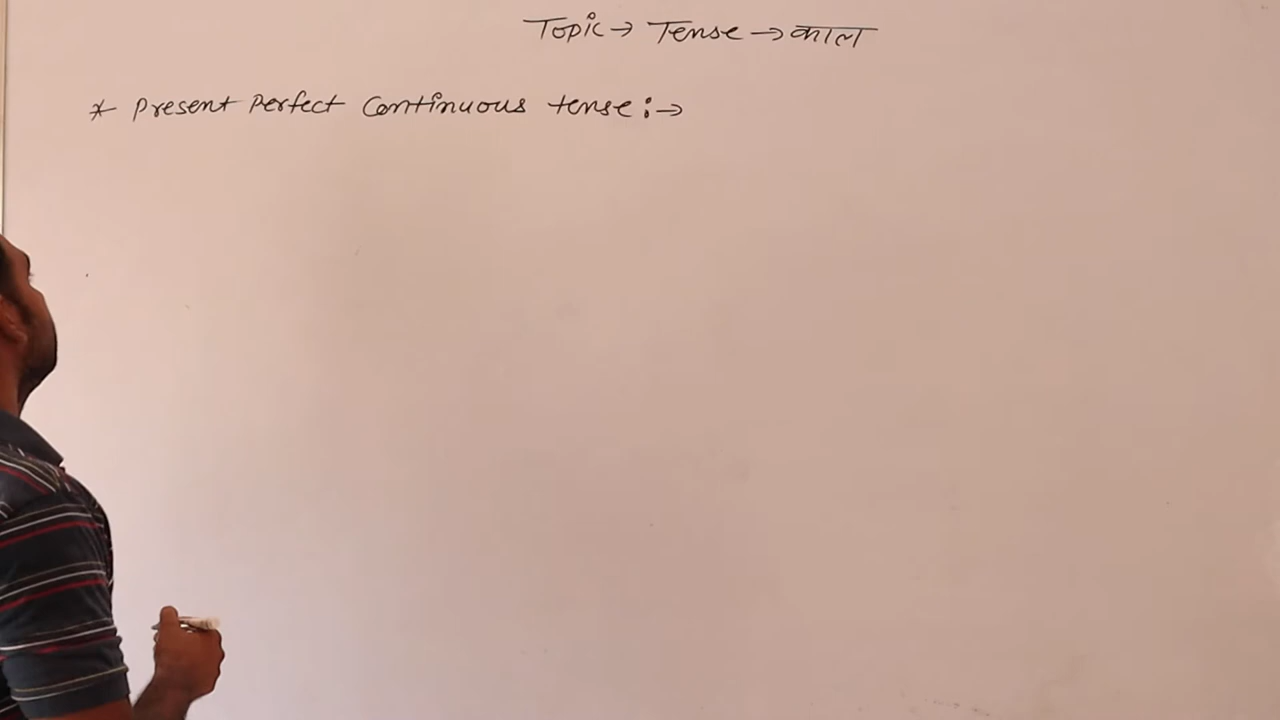 Topic → Tense → काल
* Present Perfect Continuous tense :→